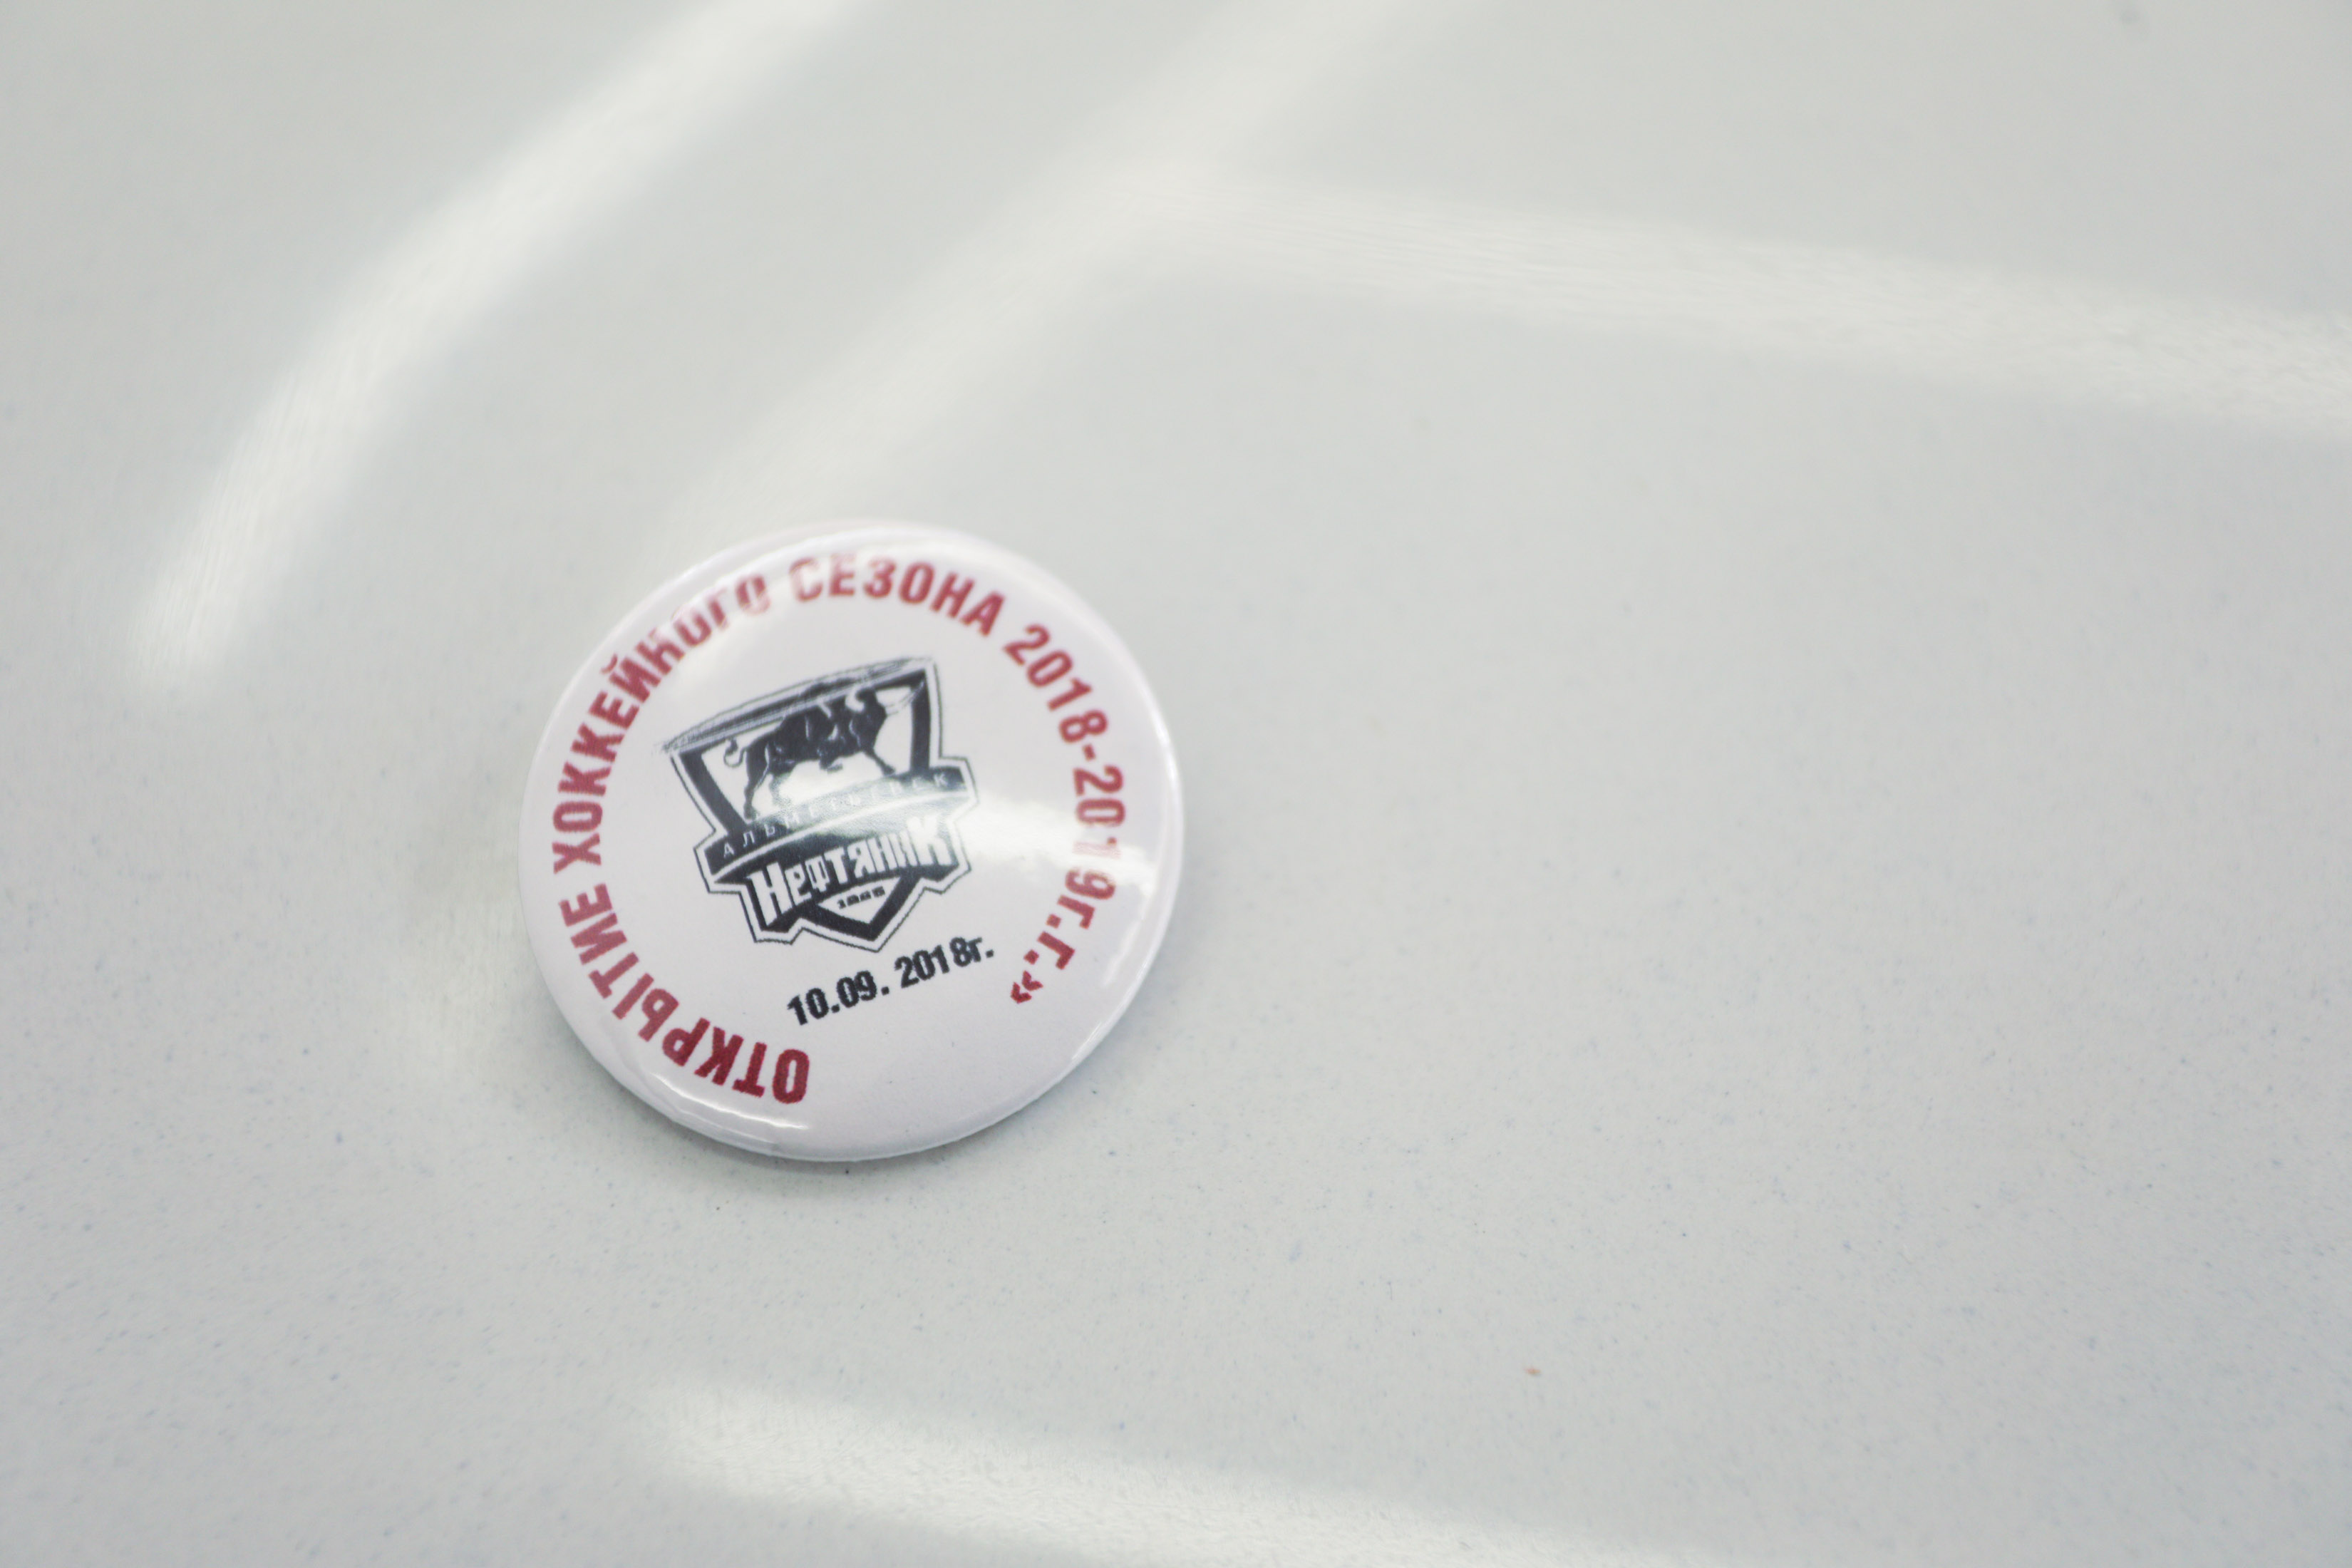 ОТКРЫТИЕ ХОККЕЙНОГО СЕЗОНА 2018-2019г.г.»
АЛЬМЕТЬЕВСК
Нефтяник
10.09. 2018г.